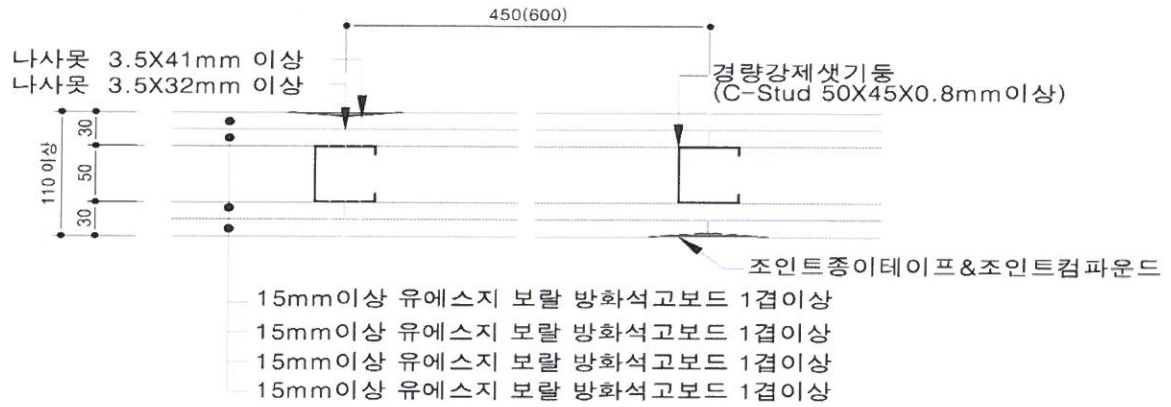 450(600)
나사못 3.5X41mm 이상
나사못 3.5X32mm 이상
경량강제샛기둥
(C-Stud 50X45X0.8mm이상)
110 이상
30
50
30
조인트종이테이프&조인트컴파운드
15mm이상 유에스지 보랄 방화석고보드 1겹이상
15mm이상 유에스지 보랄 방화석고보드 1겹이상
15mm이상 유에스지 보랄 방화석고보드 1겹이상
15mm이상 유에스지 보랄 방화석고보드 1겹이상